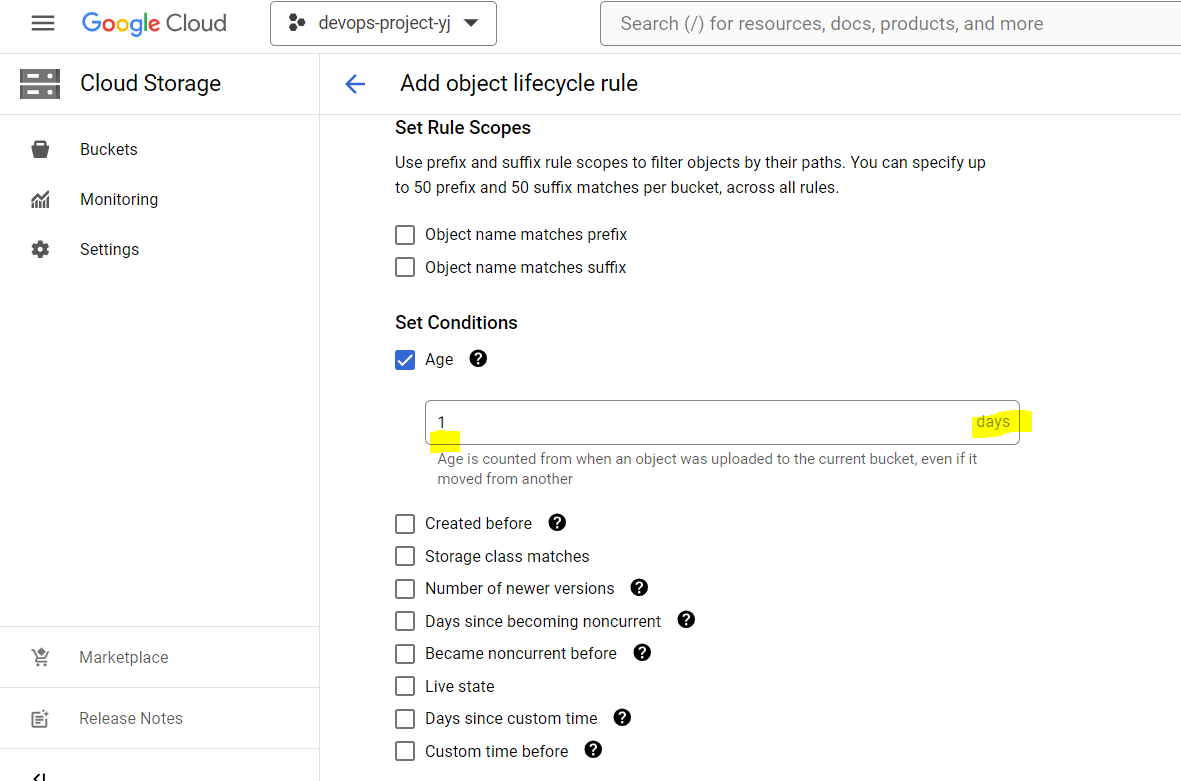 Google Cloud
devops-project-yj
Search (/) for resources, docs, products, and more
Cloud Storage
Add object lifecycle rule
Buckets
Monitoring
Settings
Marketplace
Release Notes
Set Rule Scopes
Use prefix and suffix rule scopes to filter objects by their paths. You can specify up
to 50 prefix and 50 suffix matches per bucket, across all rules.
Object name matches prefix
Object name matches suffix
Set Conditions
Age ?
1 days
Age is counted from when an object was uploaded to the current bucket, even if it
moved from another
Created before ?
Storage class matches
Number of newer versions ?
Days since becoming noncurrent ?
Became noncurrent before ?
Live state
Days since custom time ?
Custom time before ?